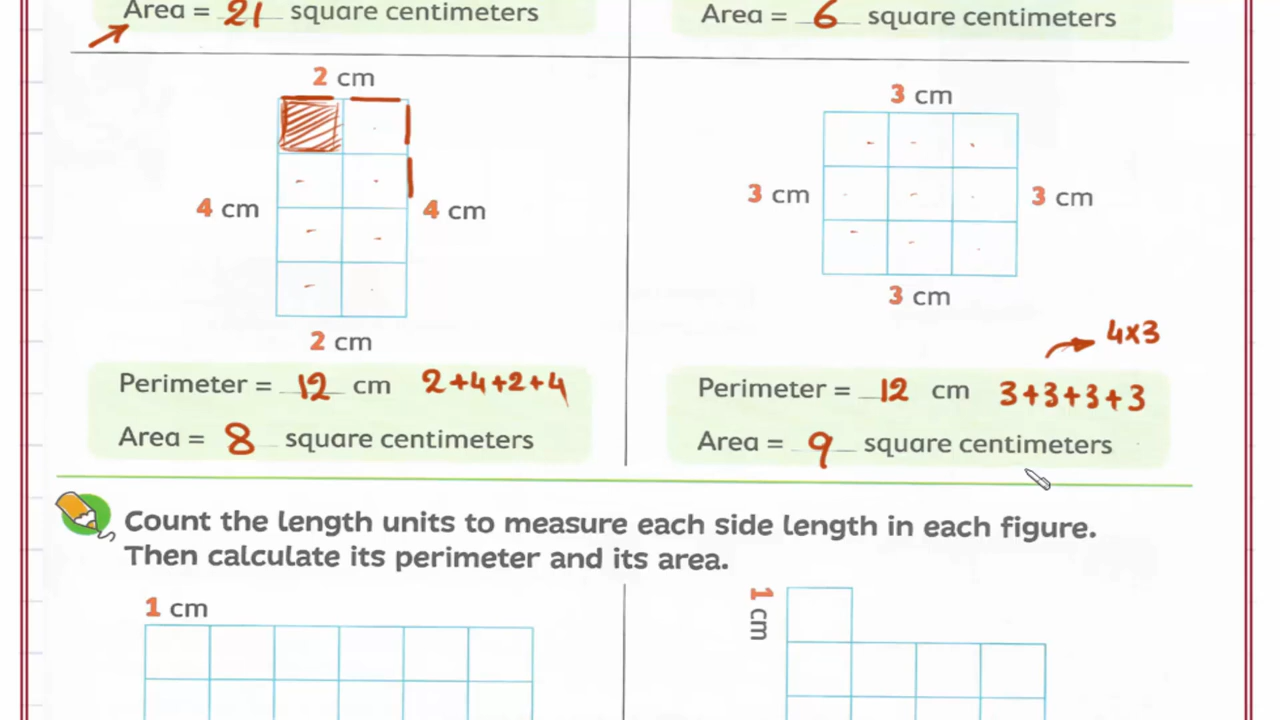 Area = 21 square centimeters
Area = 6 square centimeters
2 cm
4 cm
4 cm
2 cm
Perimeter = 12 cm 2+4+2+4
Area = 8 square centimeters
3 cm
3 cm
3 cm
3 cm
4×3
Perimeter = 12 cm 3+3+3+3
Area = 9 square centimeters
Count the length units to measure each side length in each figure.
Then calculate its perimeter and its area.
1 cm
1 cm